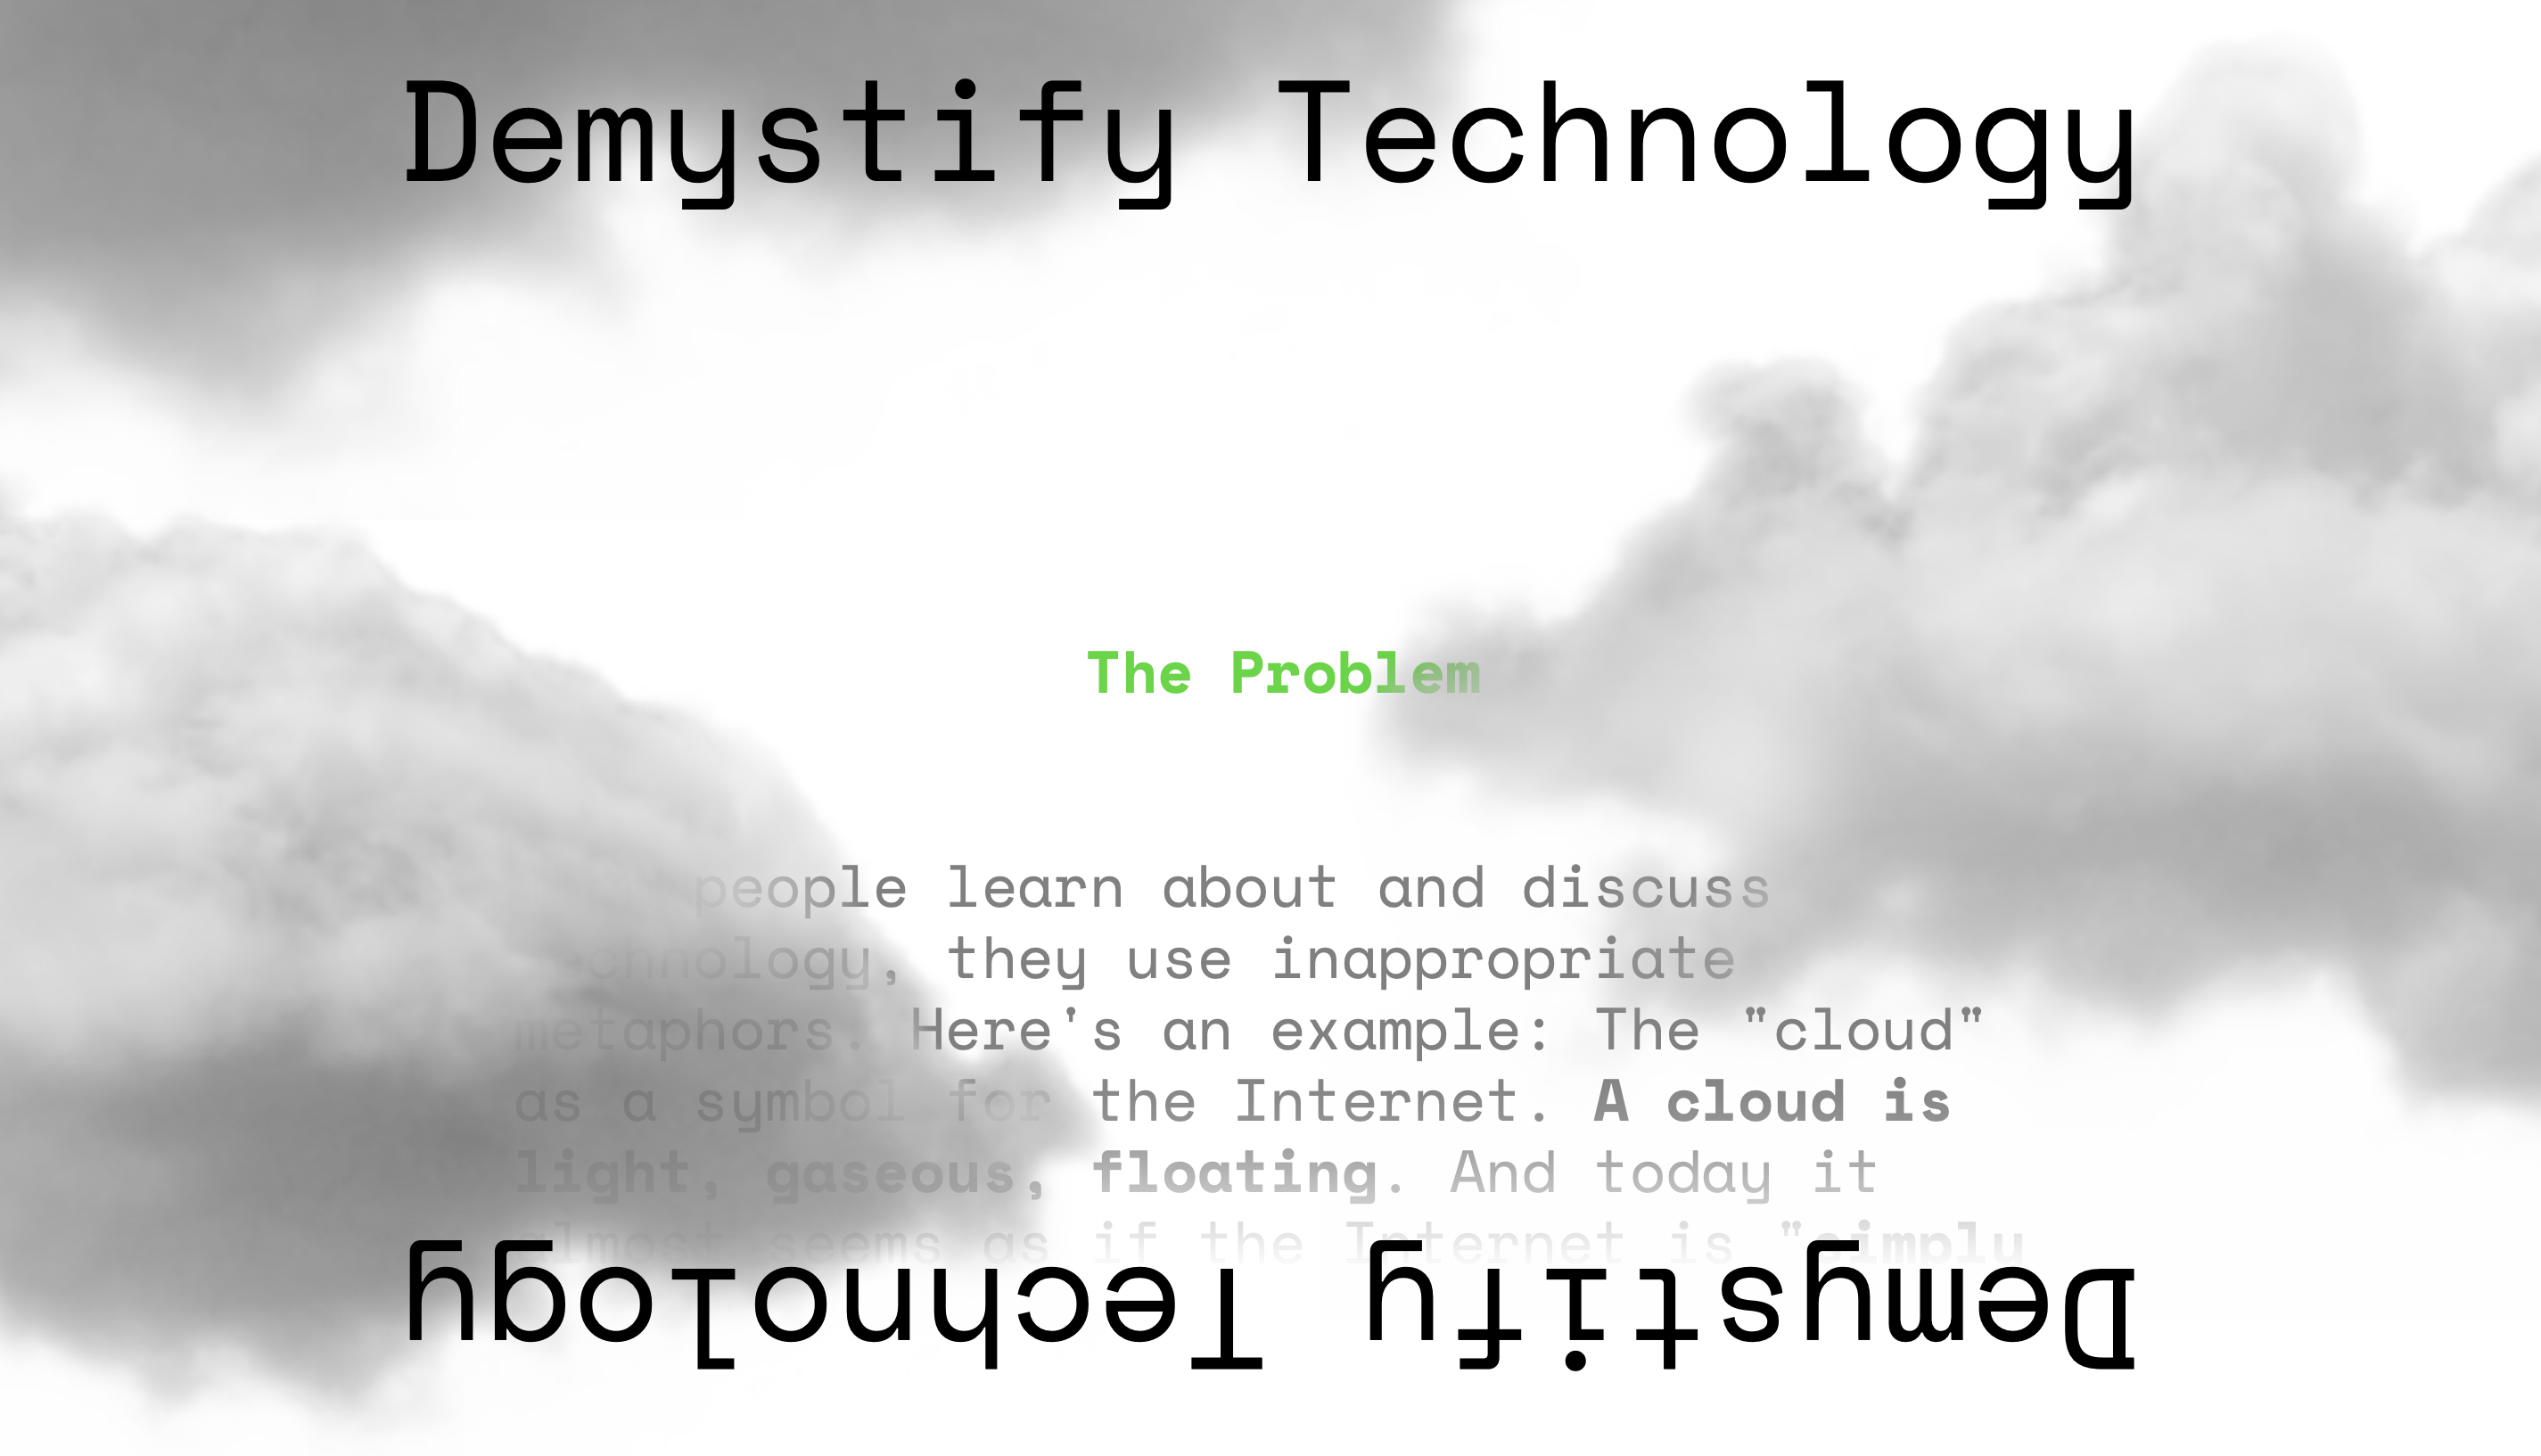 Demystify Technology
The Problem
people learn about and discuss
technology, they use inappropriate
metaphors. Here's an example: The "cloud"
as a symbol for the Internet. A cloud is
light, gaseous, floating. And today it
almost seems as if the Internet is "simply
Demystify Technology